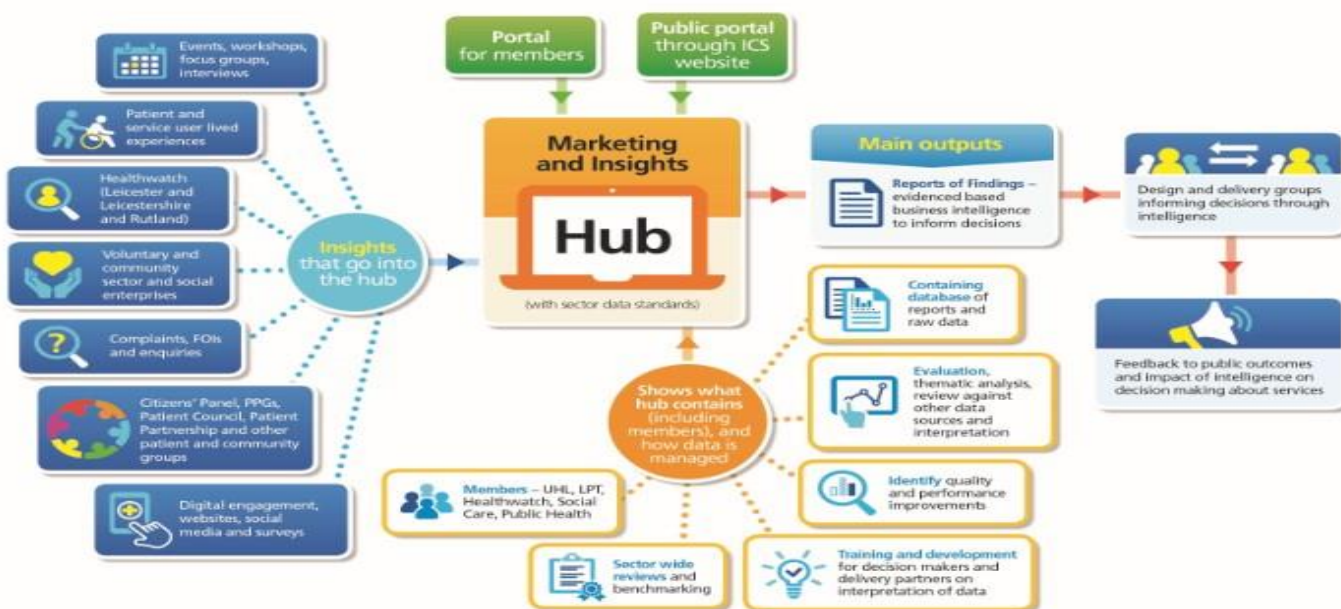 Events, workshops,
focus groups,
interviews
Patient and
service user lived
experiences
Healthwatch
(Leicester and
Leicestershire
and Rutland)
Voluntary and
community
sector and social
enterprises
Complaints, FOIs
and enquiries
Citizens' Panel, PPGs,
Patient Council, Patient
Partnership and other
patient and community
groups
Digital engagement,
websites, social
media and surveys
Insights
that go into
the hub
Portal
for members
Public portal
through ICS
website
Marketing
and Insights
Hub
(with sector data standards)
Main outputs
Reports of Findings –
evidenced based
business intelligence
to inform decisions
Design and delivery groups
informing decisions through
intelligence
Feedback to public outcomes
and impact of intelligence on
decision making about services
Shows what
hub contains
(including
members), and
how data is
managed
Containing
database of
reports and
raw data
Evaluation,
thematic analysis,
review against
other data
sources and
interpretation
Identify quality
and performance
improvements
Training and development
for decision makers and
delivery partners on
interpretation of data
Sector wide
reviews and
benchmarking
Members – UHL, LPT,
Healthwatch, Social
Care, Public Health